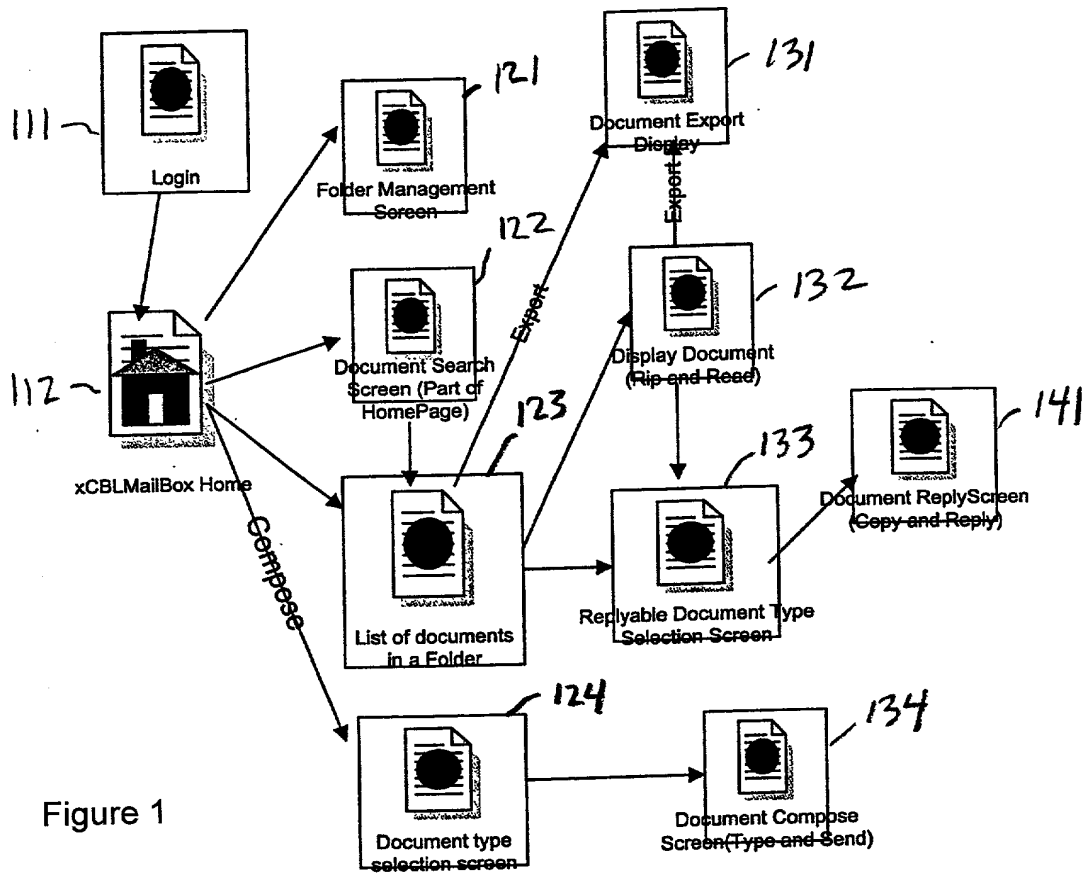 111
Login
112
xCBLMailBox Home
Compose
121
Folder Management
Screen
122
Document Search
Screen (Part of
HomePage)
123
List of documents
in a Folder
124
Document type
selection screen
Export
131
Document Export
Display
Export
132
Display Document
(Rip and Read)
133
Replyable Document Type
Selection Screen
134
Document Compose
Screen(Type and Send)
141
Document ReplyScreen
(Copy and Reply)
Figure 1